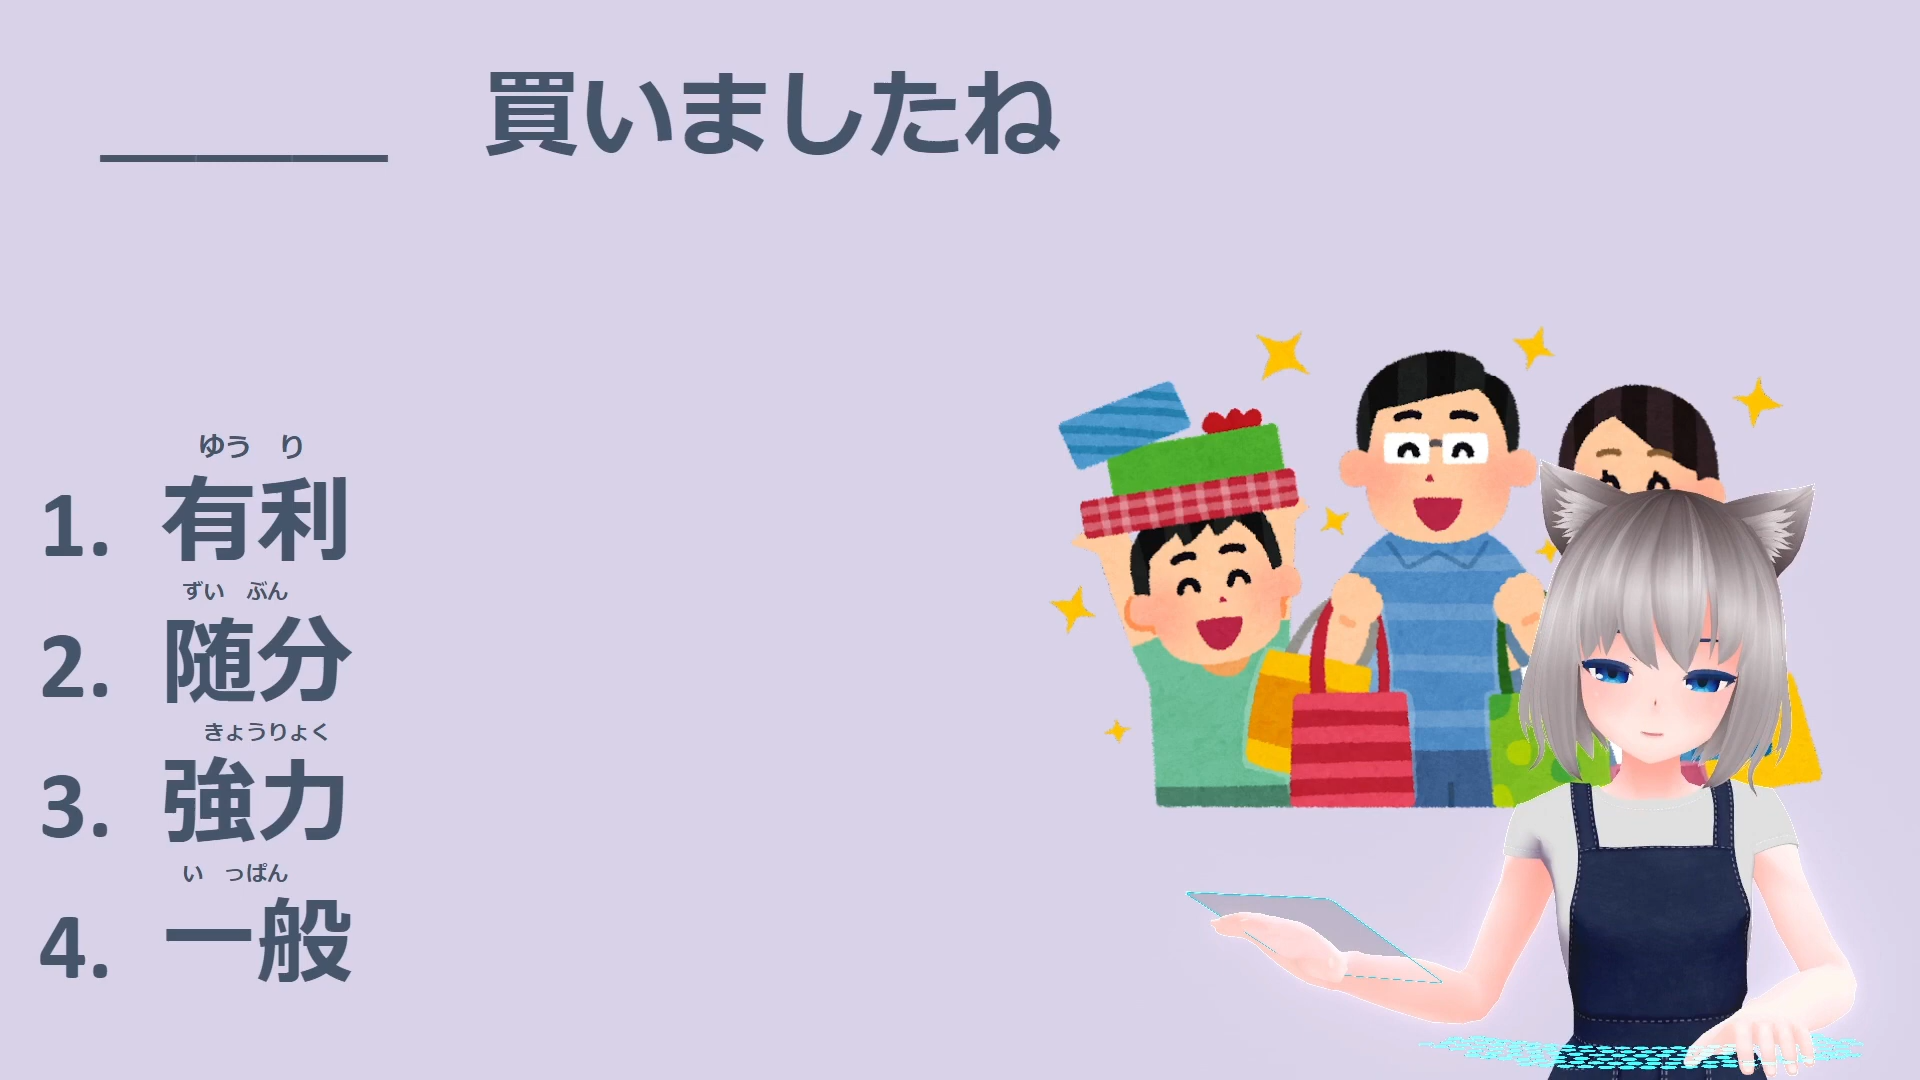 ______ 買いましたね
ゆう り
1. 有利
ずい ぶん
2. 随分
きょうりょく
3. 強力
い っぱん
4. 一般